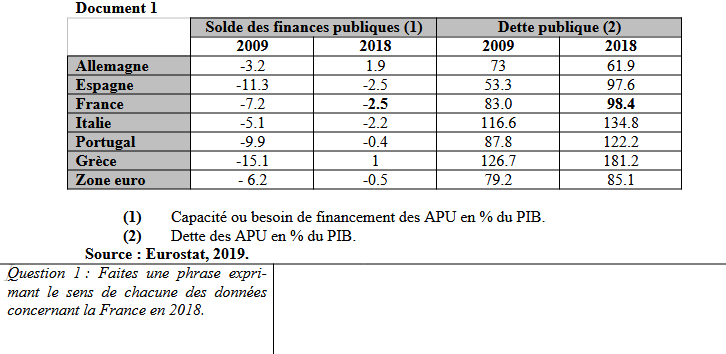 Document 1
Solde des finances publiques (1) Dette publique (2)
2009 2018 2009 2018
Allemagne -3.2 1.9 73 61.9
Espagne -11.3 -2.5 53.3 97.6
France -7.2 -2.5 83.0 98.4
Italie -5.1 -2.2 116.6 134.8
Portugal -9.9 -0.4 87.8 122.2
Grèce -15.1 1 126.7 181.2
Zone euro - 6.2 -0.5 79.2 85.1
(1) Capacité ou besoin de financement des APU en % du PIB.
(2) Dette des APU en % du PIB.
Source : Eurostat, 2019.
Question 1 : Faites une phrase expri-
mant le sens de chacune des données
concernant la France en 2018.